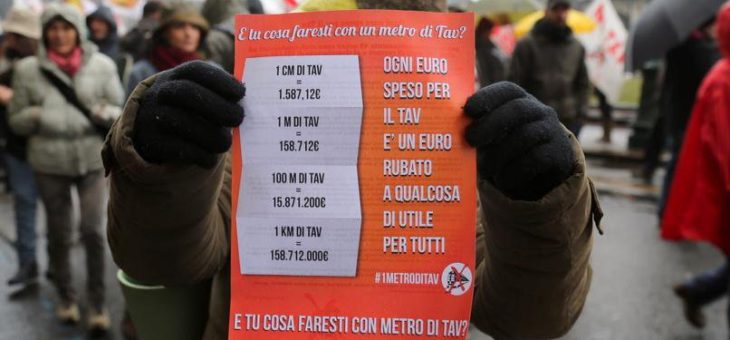 E tu cosa faresti con un metro di Tav?
1 CM DI TAV
=
1.587,12€
1 M DI TAV
=
158.712€
100 M DI TAV
=
15.871.200€
1 KM DI TAV
=
158.712.000€
OGNI EURO
SPESO PER
IL TAV
E' UN EURO
RUBATO
A QUALCOSA
DI UTILE
PER TUTTI
#1METRODITAV
E TU COSA FARESTI CON METRO DI TAV?